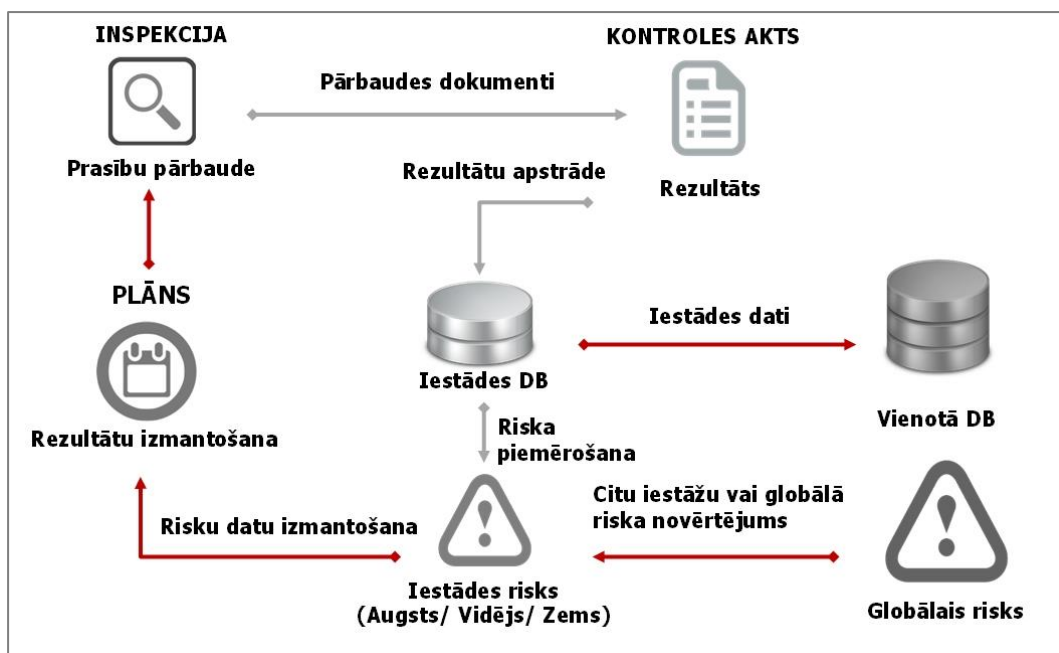 INSPEKCIJA
KONTROLES AKTS
Pārbaudes dokumenti
Prasību pārbaude
Rezultātu apstrāde
Rezultāts
PLĀNS
Iestādes dati
Iestādes DB
Vienotā DB
Rezultātu izmantošana
Riska
piemērošana
Citu iestāžu vai globālā
riska novērtējums
Risku datu izmantošana
Iestādes risks
(Augsts/ Vidējs/ Zems)
Globālais risks